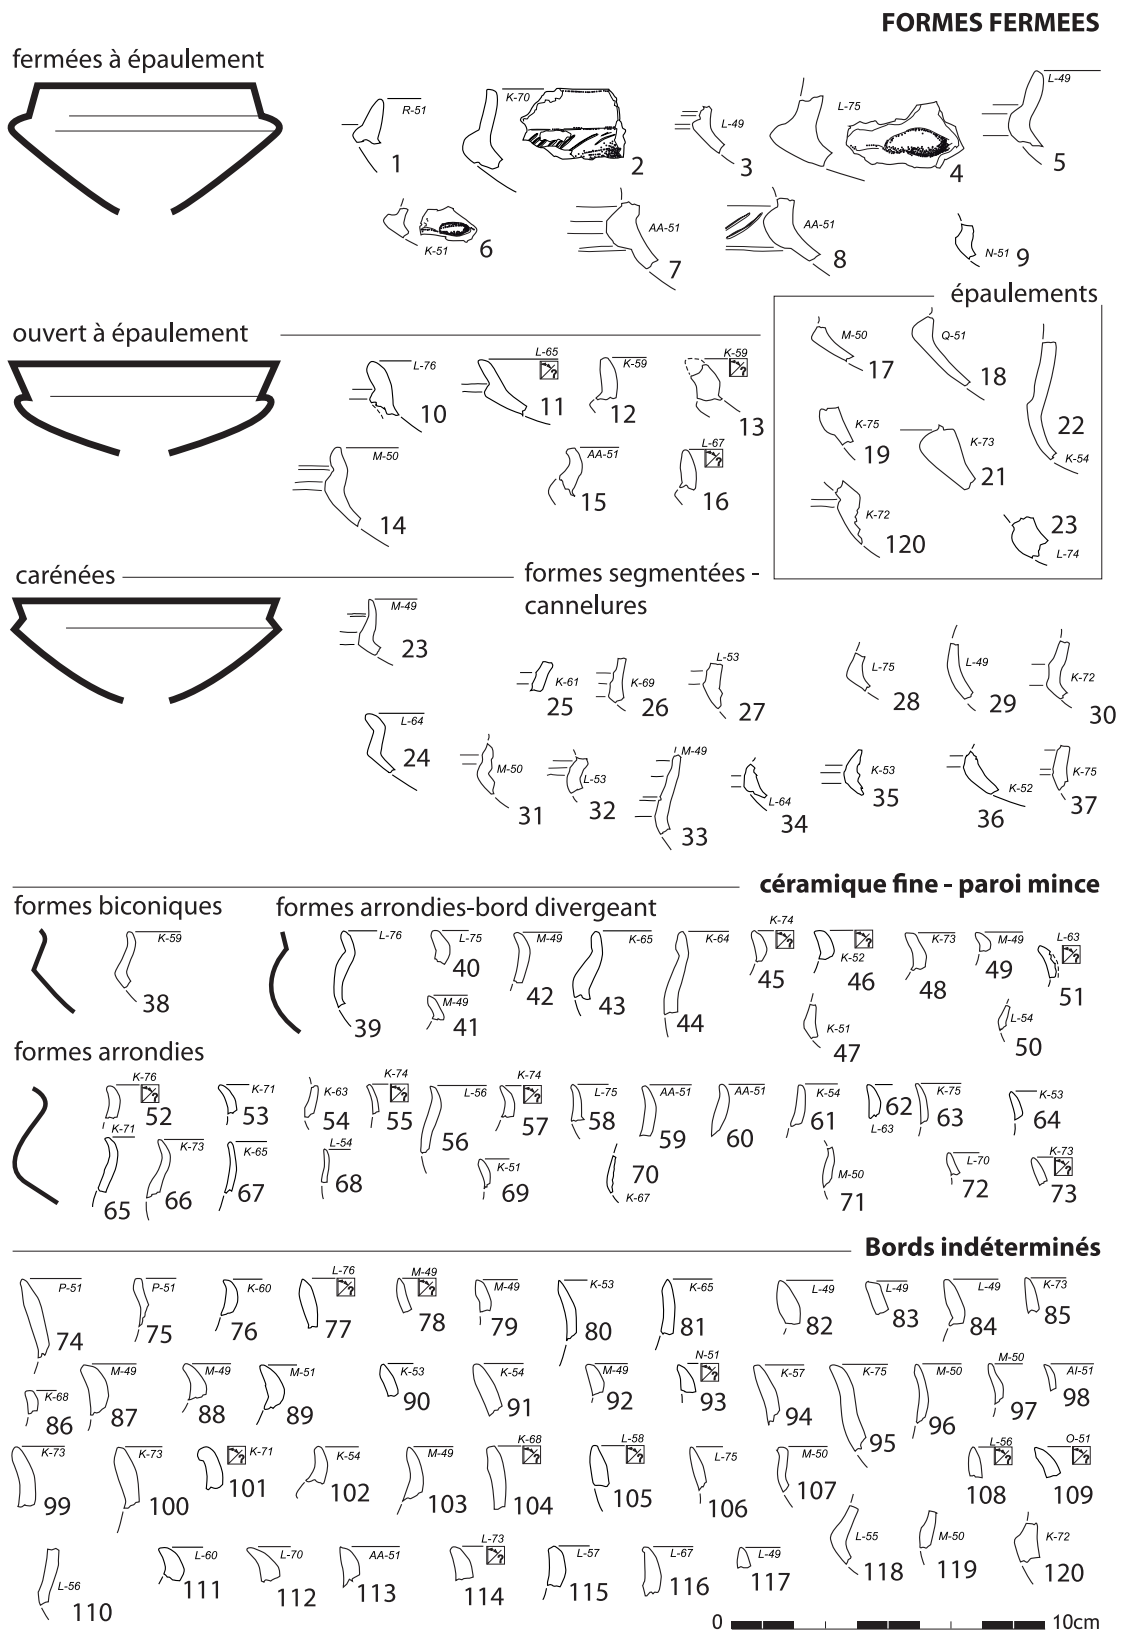 FORMES FERMEES
fermées à épaulement
R-51
1
K-70
2
L-49
3
L-75
4
L-49
5
K-51
6
AA-51
7
AA-51
8
N-51
9
ouvert à épaulement
L-76
10
L-65
?
11
K-59
12
K-59
?
13
M-50
14
AA-51
15
L-67
?
16
épaulements
M-50
17
Q-51
18
K-75
19
K-73
21
22
K-54
K-72
120
23
L-74
carénées
M-49
23
L-64
24
formes segmentées -
cannelures
K-61
25
K-69
26
L-53
27
L-75
28
L-49
29
K-72
30
M-50
31
L-53
32
M-49
33
L-64
34
K-53
35
K-52
36
K-75
37
céramique fine - paroi mince
formes biconiques
K-59
38
formes arrondies-bord divergeant
L-76
39
L-75
40
M-49
41
M-49
42
K-65
43
K-64
44
K-74
?
45
?
K-52
46
K-51
47
K-73
48
M-49
49
L-54
50
L-63
?
51
formes arrondies
K-76
?
52
K-71
53
K-63
54
K-74
?
55
L-56
56
K-74
?
57
L-75
58
AA-51
59
AA-51
60
K-54
61
62
L-63
K-75
63
K-53
64
K-71
65
K-73
66
K-65
67
L-54
68
K-51
69
70
K-67
M-50
71
L-70
72
K-73
?
73
Bords indéterminés
P-51
74
P-51
75
K-60
76
L-76
?
77
M-49
?
78
M-49
79
K-53
80
K-65
81
L-49
82
L-49
83
L-49
84
K-73
85
K-68
86
M-49
87
M-49
88
M-51
89
K-53
90
K-54
91
M-49
92
N-51
?
93
K-57
94
K-75
95
M-50
96
M-50
97
AI-51
98
K-73
99
K-73
100
K-71
?
101
K-54
102
M-49
103
K-68
?
104
L-58
?
105
L-75
106
M-50
107
L-56
?
108
O-51
?
109
L-56
110
L-60
111
L-70
112
AA-51
113
L-73
?
114
L-57
115
L-67
116
L-49
117
L-55
118
M-50
119
K-72
120
0 10cm